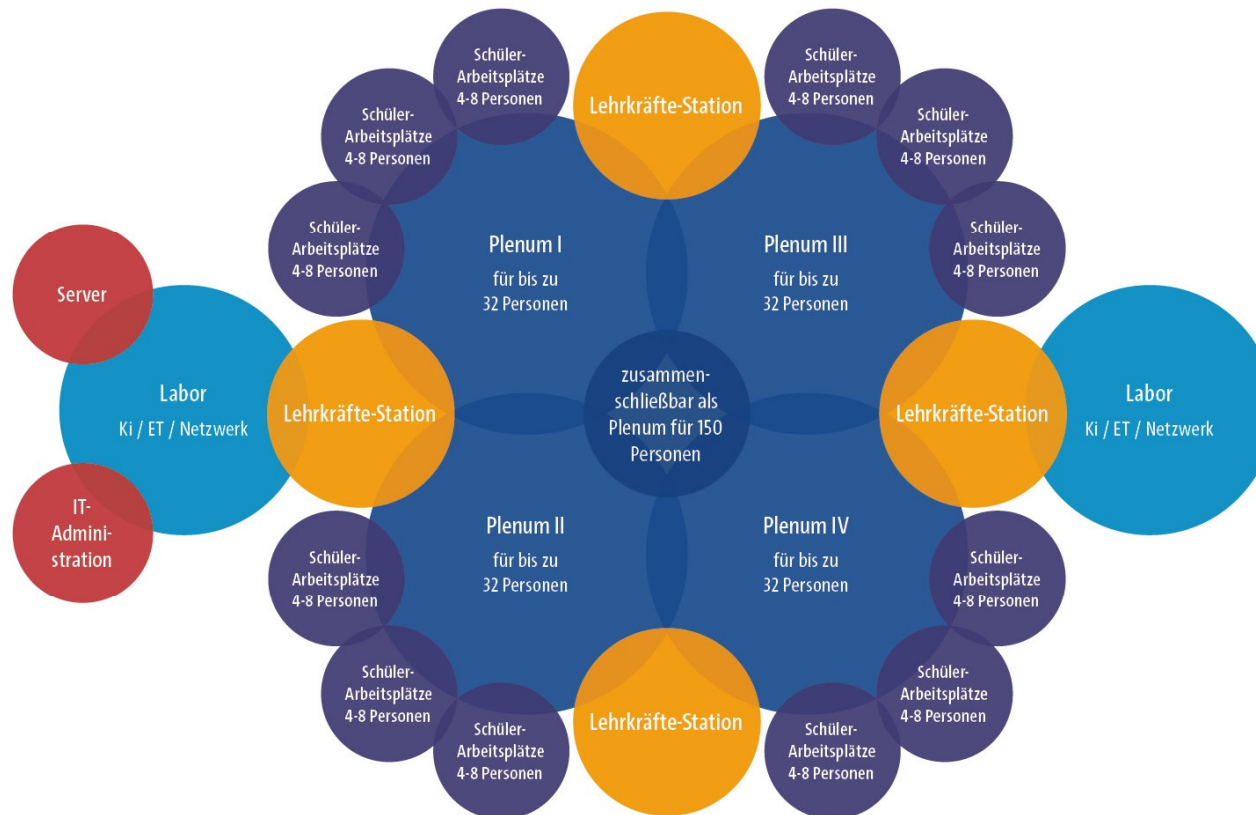 Schüler-
Arbeitsplätze
4-8 Personen
Schüler-
Arbeitsplätze
4-8 Personen
Schüler-
Arbeitsplätze
4-8 Personen
Lehrkräfte-Station
Schüler-
Arbeitsplätze
4-8 Personen
Schüler-
Arbeitsplätze
4-8 Personen
Schüler-
Arbeitsplätze
4-8 Personen
Plenum I
für bis zu
32 Personen
Plenum III
für bis zu
32 Personen
Server
Labor
Ki / ET / Netzwerk
IT-
Admini-
stration
Lehrkräfte-Station
zusammen-
schließbar als
Plenum für 150
Personen
Lehrkräfte-Station
Labor
Ki / ET / Netzwerk
Plenum II
für bis zu
32 Personen
Plenum IV
für bis zu
32 Personen
Schüler-
Arbeitsplätze
4-8 Personen
Schüler-
Arbeitsplätze
4-8 Personen
Schüler-
Arbeitsplätze
4-8 Personen
Lehrkräfte-Station
Schüler-
Arbeitsplätze
4-8 Personen
Schüler-
Arbeitsplätze
4-8 Personen
Schüler-
Arbeitsplätze
4-8 Personen